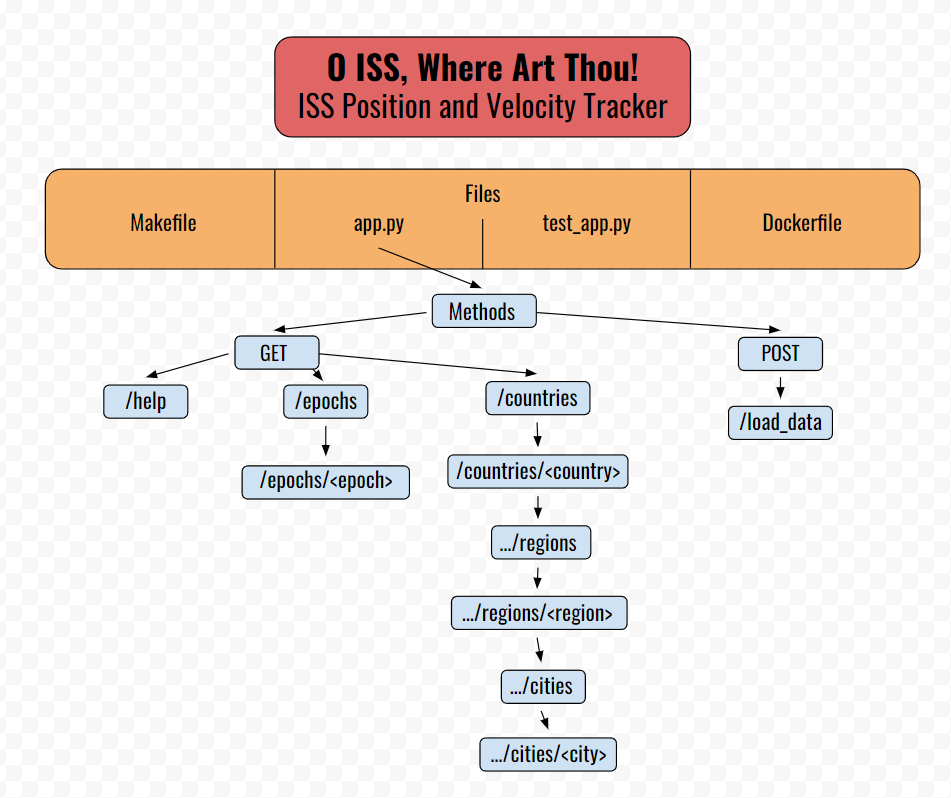 O ISS, Where Art Thou!
ISS Position and Velocity Tracker
Files
Makefile
app.py
test_app.py
Dockerfile
Methods
GET
POST
/help
/epochs
/countries
/load_data
/epochs/<epoch>
/countries/<country>
.../regions
.../regions/<region>
.../cities
.../cities/<city>